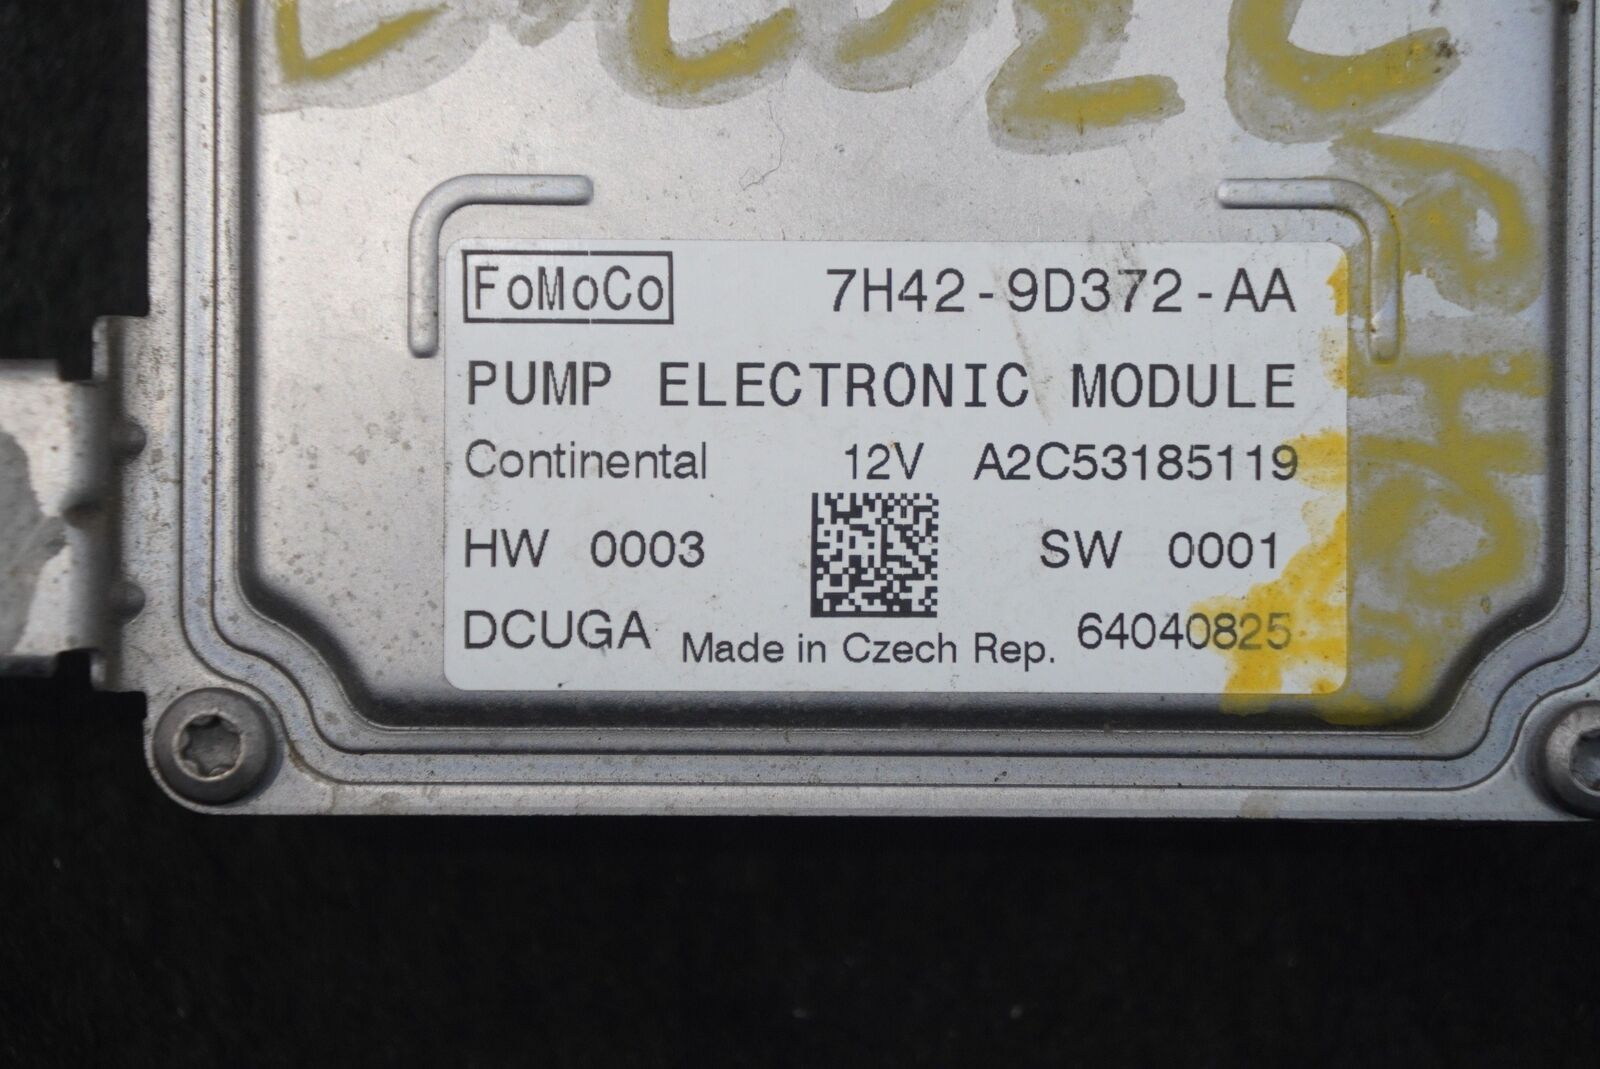 FoMoCo 7H42-9D372-AA
PUMP ELECTRONIC MODULE
Continental 12V A2C53185119
HW 0003 SW 0001
DCUGA Made in Czech Rep. 64040825